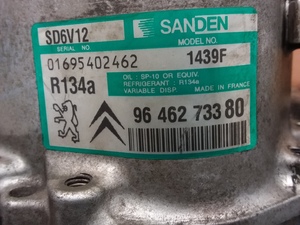 SD6V12
SANDEN
SERIAL NO.
MODEL NO.
01695402462
1439F
R134a
OIL : SP-10 OR EQUIV.
REFRIGERANT : R134a
VARIABLE DISP. MADE IN FRANCE
96 462 733 80